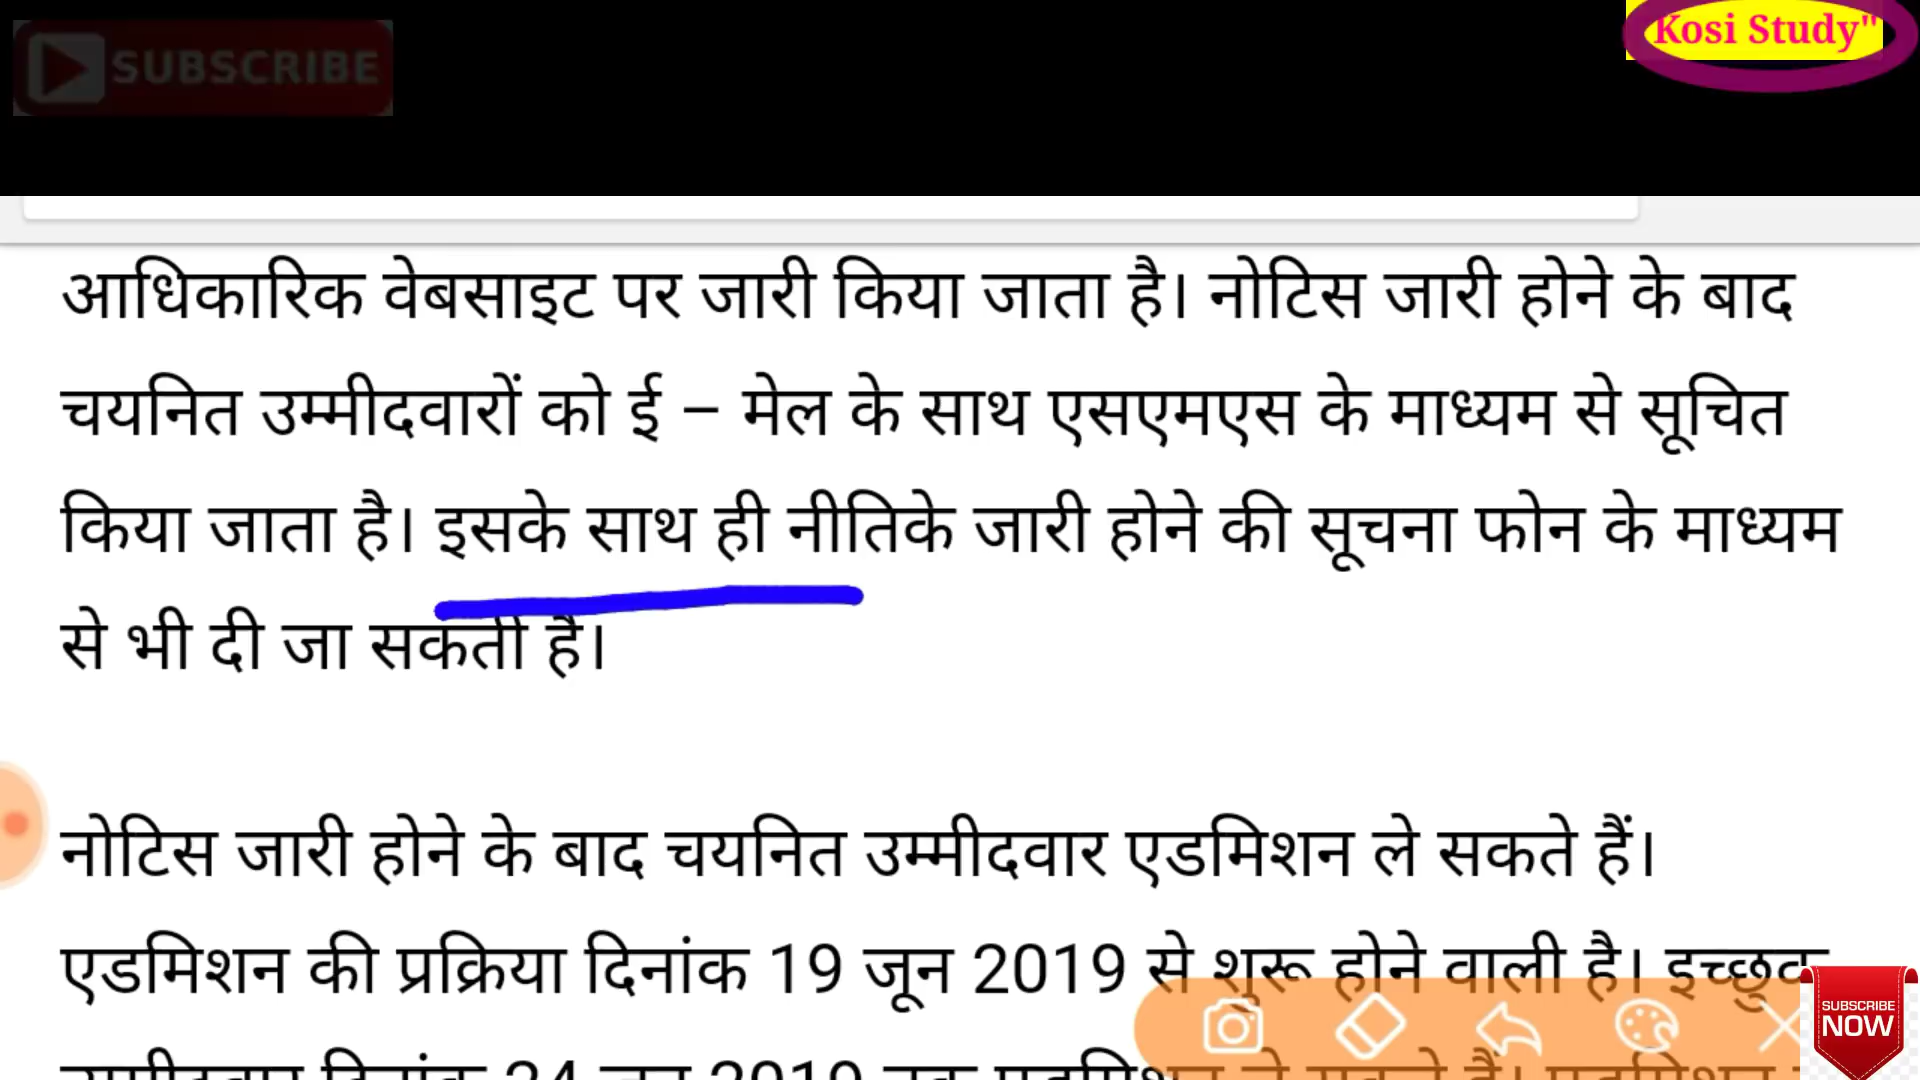 SUBSCRIBE
Kosi Study"
आधिकारिक वेबसाइट पर जारी किया जाता है। नोटिस जारी होने के बाद
चयनित उम्मीदवारों को ई – मेल के साथ एसएमएस के माध्यम से सूचित
किया जाता है। इसके साथ ही नीतिके जारी होने की सूचना फोन के माध्यम
से भी दी जा सकती है।
नोटिस जारी होने के बाद चयनित उम्मीदवार एडमिशन ले सकते हैं।
एडमिशन की प्रक्रिया दिनांक 19 जून 2019 से शुरू होने वाली है। इच्छुक
SUBSCRIBE
NOW